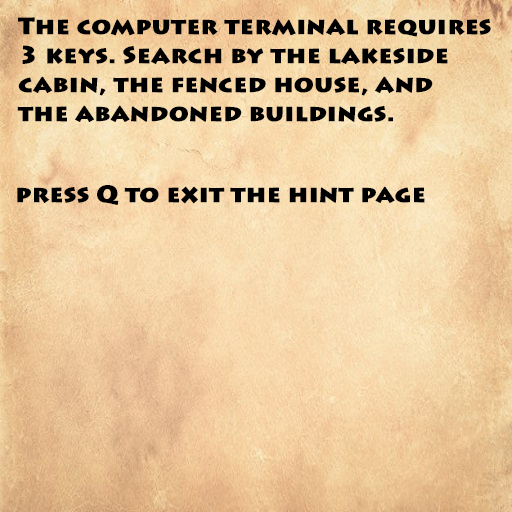 The computer terminal requires
3 keys. Search by the lakeside
cabin, the fenced house, and
the abandoned buildings.
press Q to exit the hint page